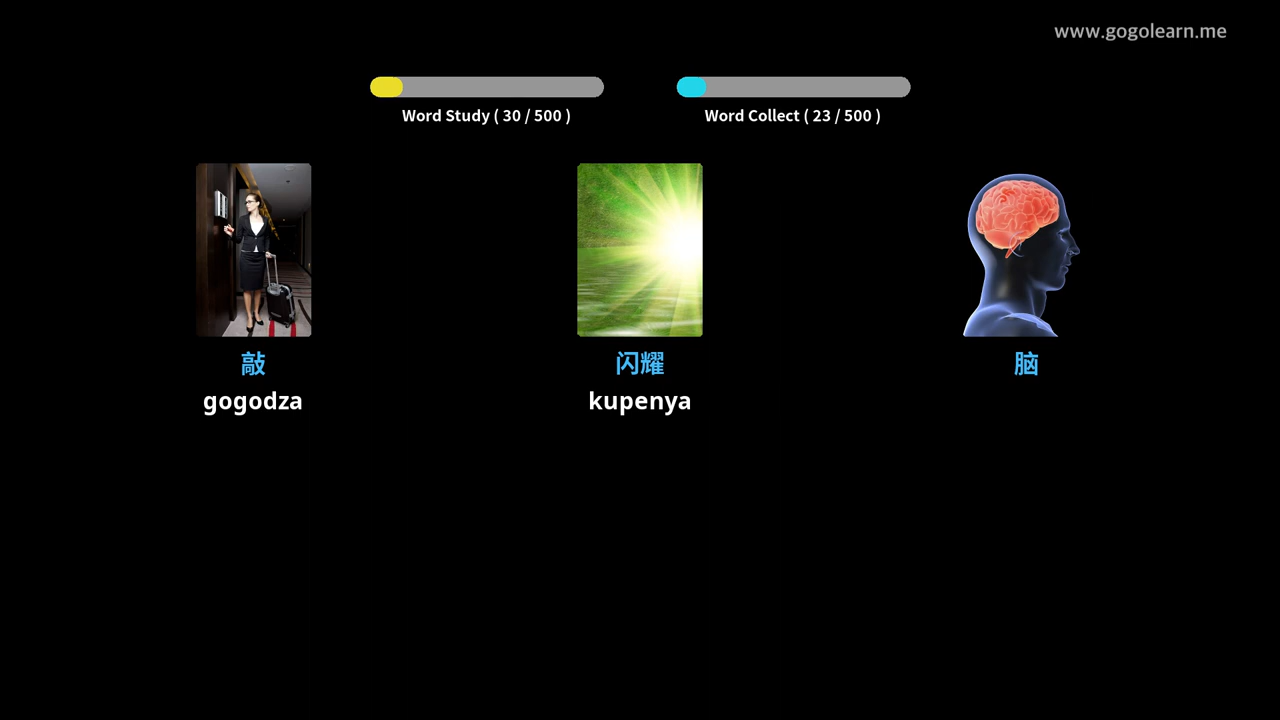 www.gogolearn.me
Word Study ( 30 / 500 )
Word Collect ( 23 / 500 )
敲
闪耀
脑
gogodza
kupenya